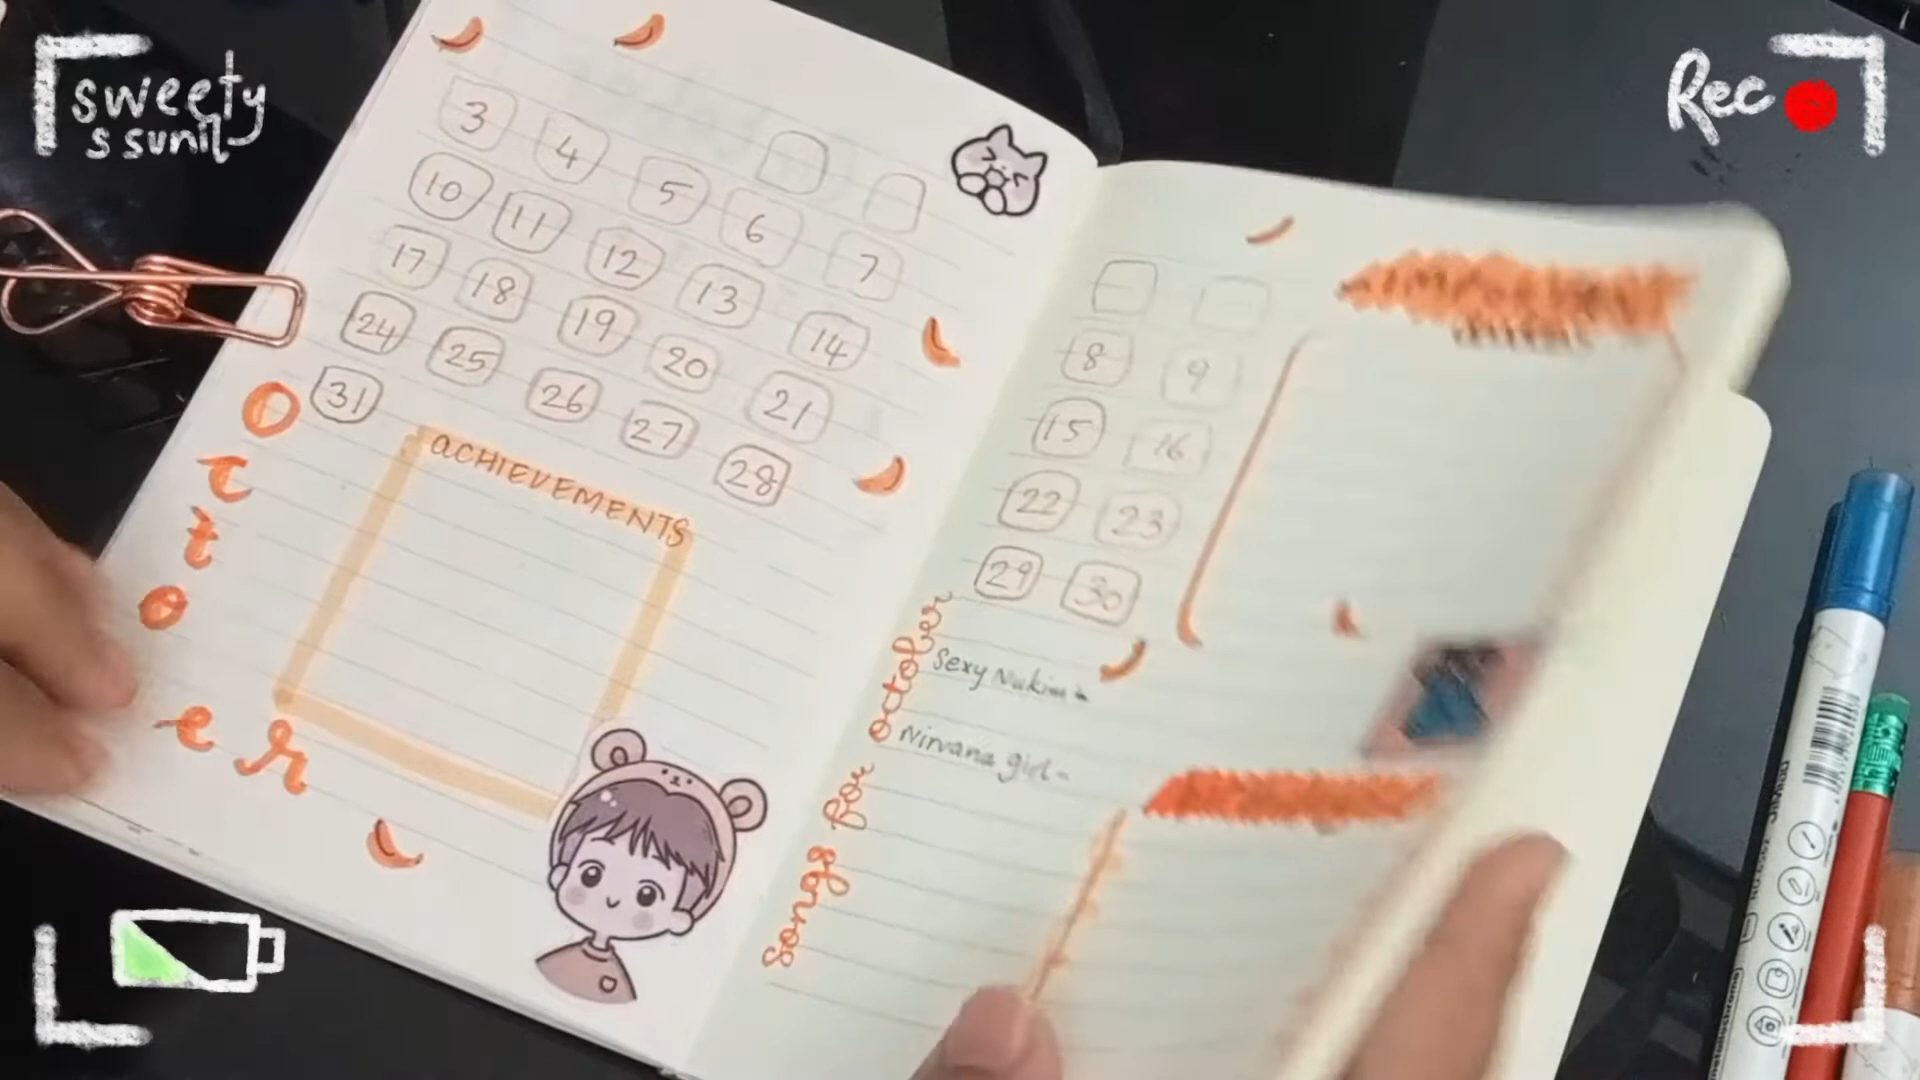 sweety
s sunil
Rec
3 4 5 6 7
10 11 12 13 14
17 18 19 20 21
24 25 26 27 28
31
O
c
t
o
e
r
ACHIEVEMENTS
8 9
15 16
22 23
29 30
IMPORTANT
Songs for october
Sexy Nukim
Nirvana girl-